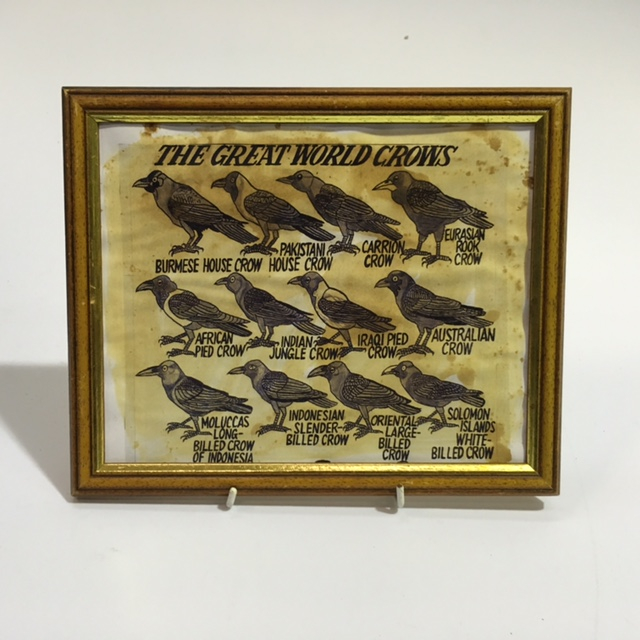 THE GREAT WORLD CROWS
BURMESE HOUSE CROW
PAKISTANI
HOUSE CROW
CARRION
CROW
EURASIAN
ROOK
CROW
AFRICAN
PIED CROW
INDIAN
JUNGLE CROW
IRAQI PIED
CROW
AUSTRALIAN
CROW
MOLUCCAS
LONG-
BILLED CROW
OF INDONESIA
INDONESIAN
SLENDER-
BILLED CROW
ORIENTAL
LARGE-
BILLED
CROW
SOLOMON
ISLANDS
WHITE-
BILLED CROW